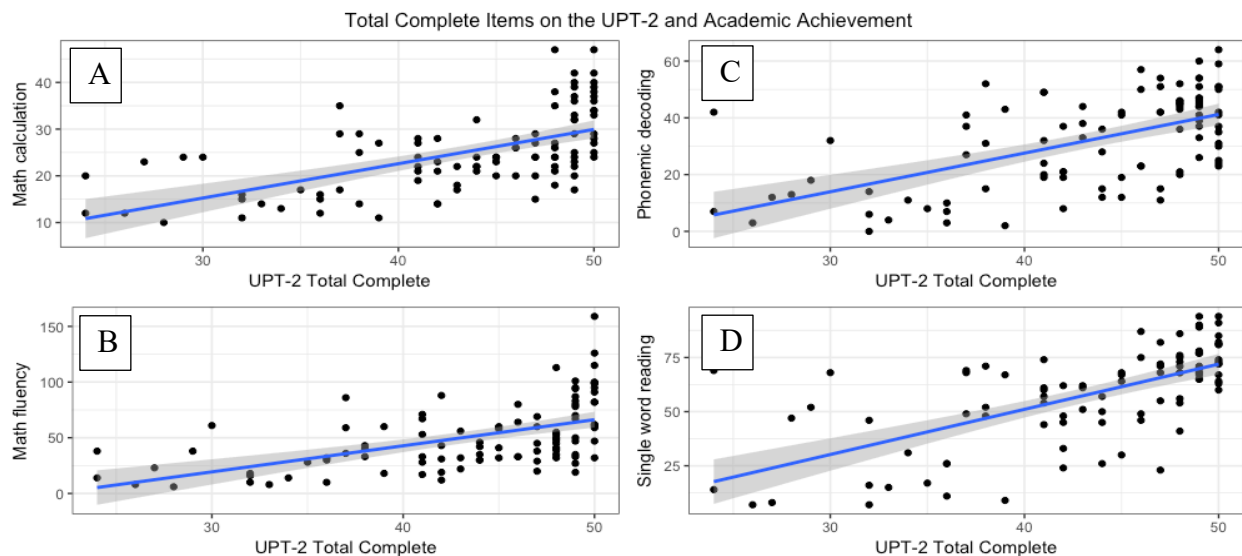 Total Complete Items on the UPT-2 and Academic Achievement
A
Math calculation
40
30
20
10
30
40
50
UPT-2 Total Complete
C
Phonemic decoding
60
40
20
0
30
40
50
UPT-2 Total Complete
B
Math fluency
150
100
50
0
30
40
50
UPT-2 Total Complete
D
Single word reading
75
50
25
30
40
50
UPT-2 Total Complete